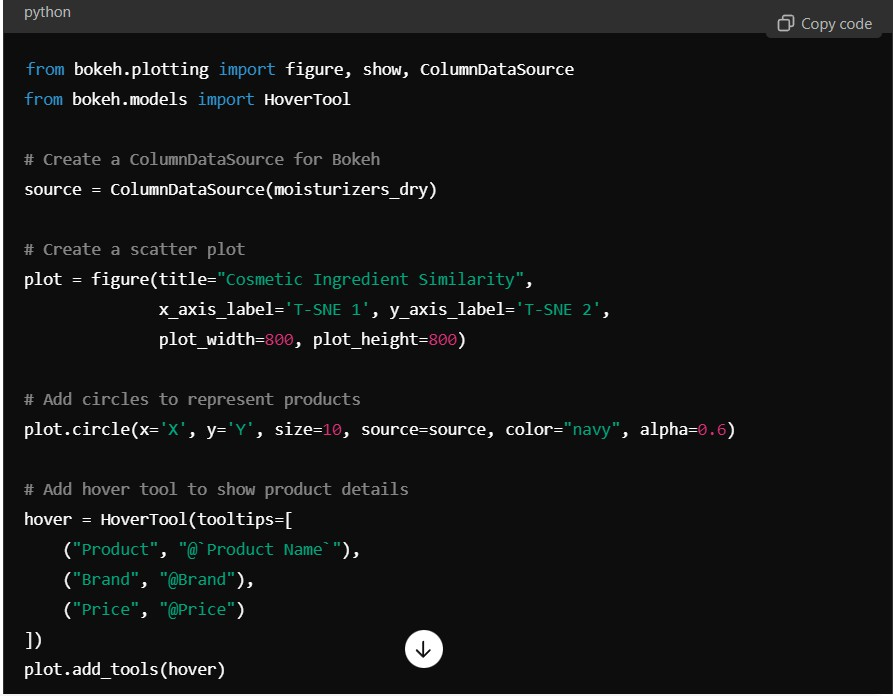 python
Copy code
from bokeh.plotting import figure, show, ColumnDataSource
from bokeh.models import HoverTool
# Create a ColumnDataSource for Bokeh
source = ColumnDataSource(moisturizers_dry)
# Create a scatter plot
plot = figure(title="Cosmetic Ingredient Similarity",
              x_axis_label='T-SNE 1', y_axis_label='T-SNE 2',
              plot_width=800, plot_height=800)
# Add circles to represent products
plot.circle(x='X', y='Y', size=10, source=source, color="navy", alpha=0.6)
# Add hover tool to show product details
hover = HoverTool(tooltips=[
    ("Product", "@`Product Name`"),
    ("Brand", "@Brand"),
    ("Price", "@Price")
])
plot.add_tools(hover)